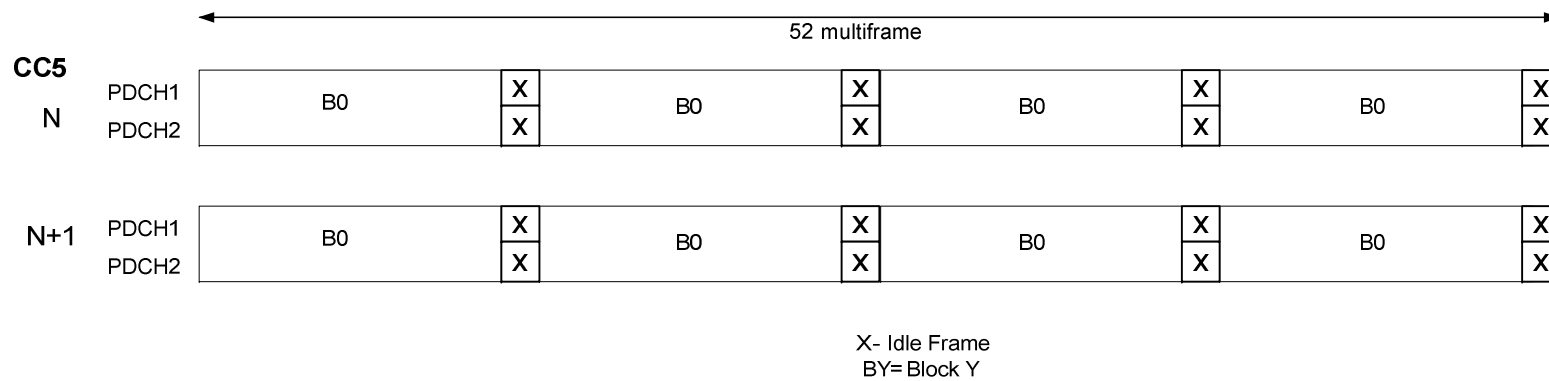 52 multiframe
CC5
PDCH1 B0 X B0 X B0 X B0 X
N
PDCH2 X X X X
PDCH1 B0 X B0 X B0 X B0 X
N+1
PDCH2 X X X X
X- Idle Frame
BY= Block Y